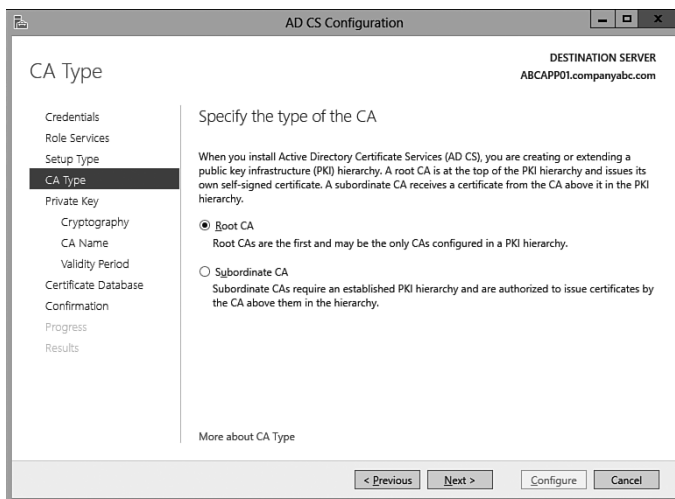 AD CS Configuration
CA Type
DESTINATION SERVER
ABCAPP01.companyabc.com
Credentials
Role Services
Setup Type
CA Type
Private Key
Cryptography
CA Name
Validity Period
Certificate Database
Confirmation
Progress
Results
Specify the type of the CA
When you install Active Directory Certificate Services (AD CS), you are creating or extending a
public key infrastructure (PKI) hierarchy. A root CA is at the top of the PKI hierarchy and issues its
own self-signed certificate. A subordinate CA receives a certificate from the CA above it in the PKI
hierarchy.
Root CA
Root CAs are the first and may be the only CAs configured in a PKI hierarchy.
Subordinate CA
Subordinate CAs require an established PKI hierarchy and are authorized to issue certificates by
the CA above them in the hierarchy.
More about CA Type
< Previous Next > Configure Cancel